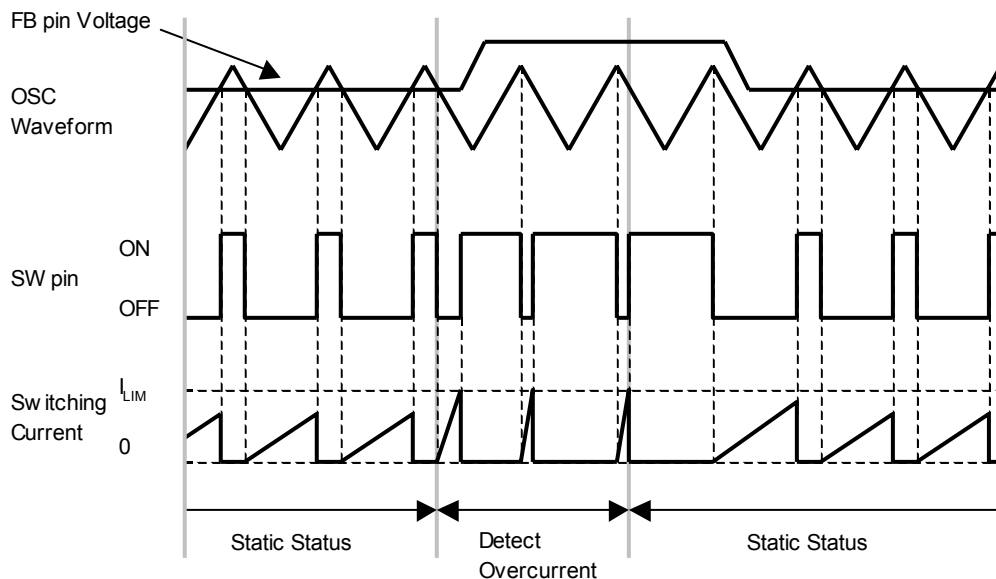 FB pin Voltage
OSC
Waveform
ON
SW pin
OFF
ILIM
Switching
Current
0
Static Status
Detect
Overcurrent
Static Status